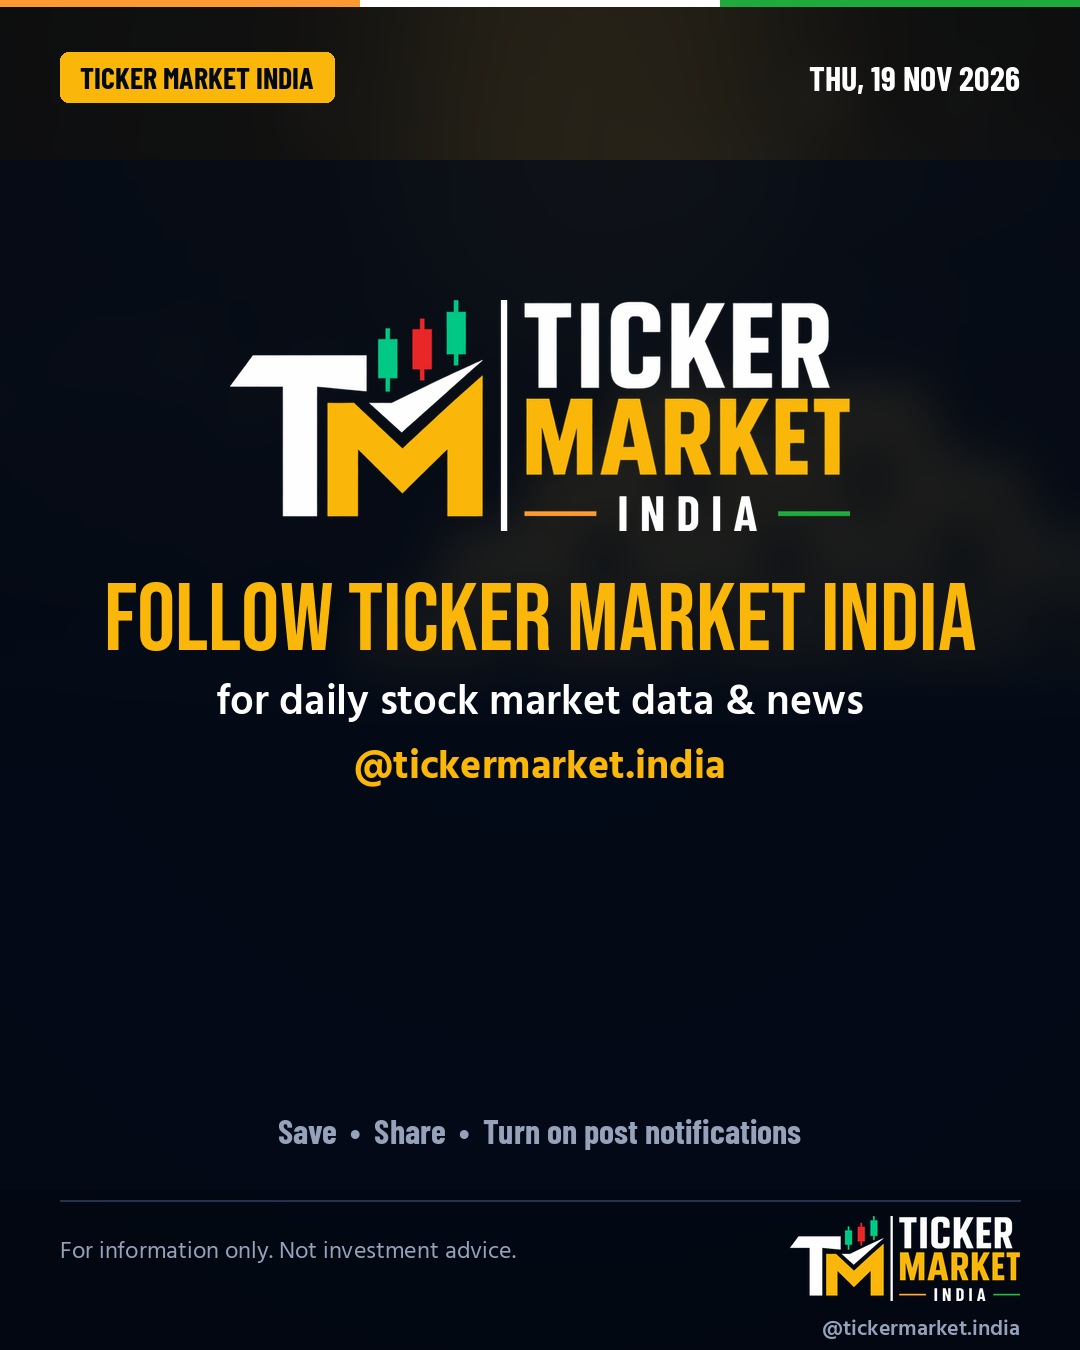 TICKER MARKET INDIA
THU, 19 NOV 2026
TM
TICKER
MARKET
INDIA
FOLLOW TICKER MARKET INDIA
for daily stock market data & news
@tickermarket.india
Save • Share • Turn on post notifications
For information only. Not investment advice.
TM
TICKER
MARKET
INDIA
@tickermarket.india